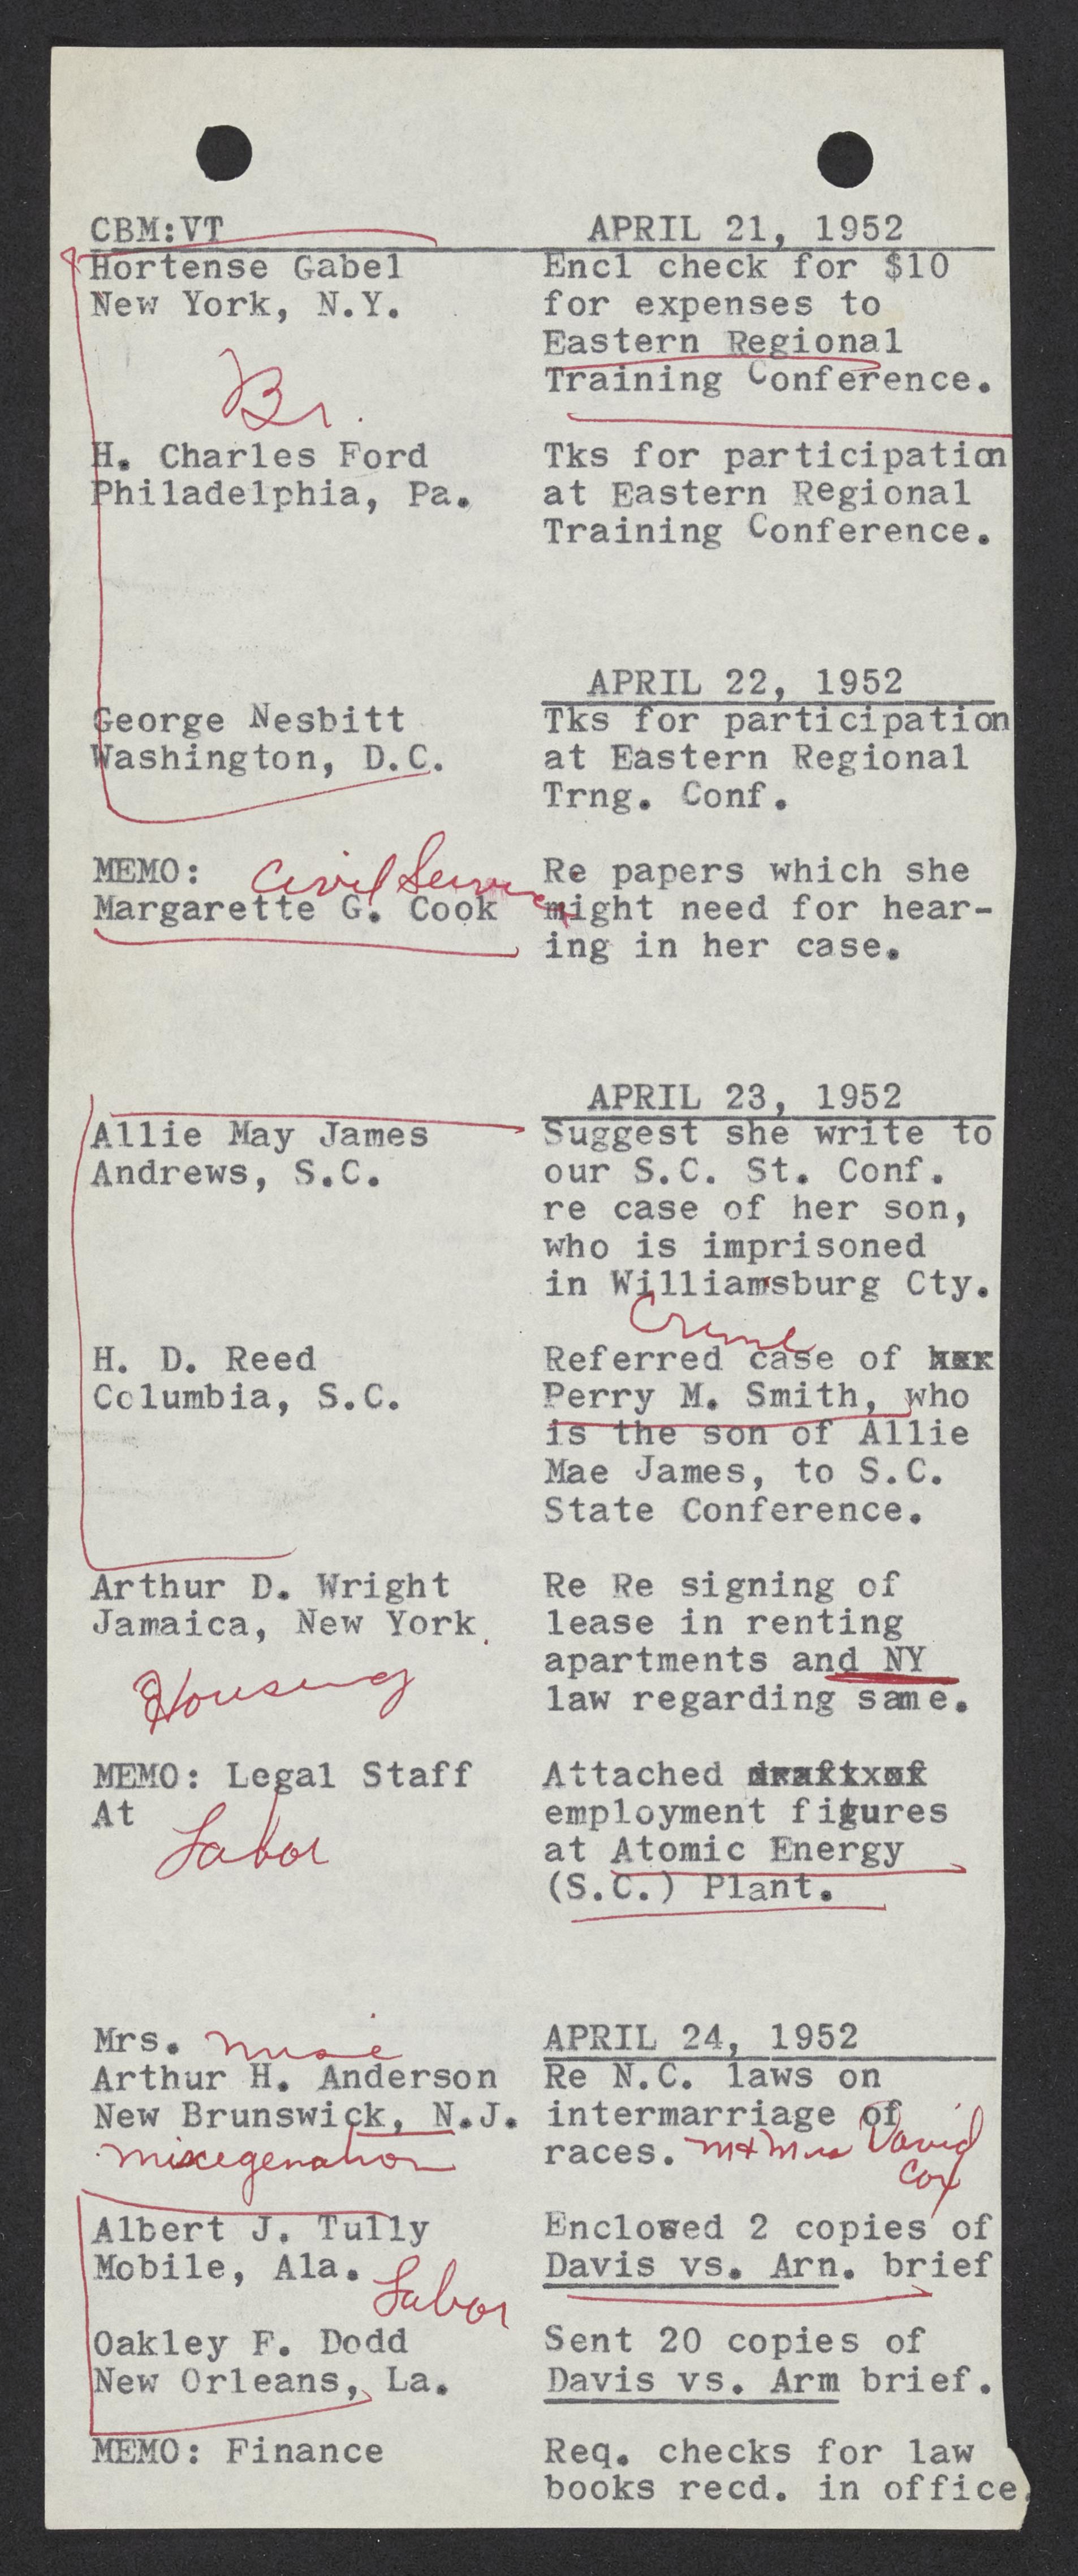 CBM:VT APRIL 21, 1952
Hortense Gabel Encl check for $10
New York, N.Y. for expenses to
Eastern Regional
Training Conference.
Br.
H. Charles Ford Tks for participation
Philadelphia, Pa. at Eastern Regional
Training Conference.
APRIL 22, 1952
George Nesbitt Tks for participation
Washington, D.C. at Eastern Regional
Trng. Conf.
MEMO: Civil Service Re papers which she
Margarette G. Cook might need for hear-
ing in her case.
APRIL 23, 1952
Allie May James Suggest she write to
Andrews, S.C. our S.C. St. Conf.
re case of her son,
who is imprisoned
in Williamsburg Cty.
Crime
H. D. Reed Referred case of
Columbia, S.C. Perry M. Smith, who
is the son of Allie
Mae James, to S.C.
State Conference.
Arthur D. Wright Re Re signing of
Jamaica, New York. lease in renting
apartments and NY
Housing law regarding same.
MEMO: Legal Staff Attached
At employment figures
Labor at Atomic Energy
(S.C.) Plant.
Mrs. APRIL 24, 1952
Arthur H. Anderson Re N.C. laws on
New Brunswick, N.J. intermarriage of
miscegenation races. Mr & Mrs David
Cox
Albert J. Tully Enclowed 2 copies of
Mobile, Ala. Davis vs. Arn. brief
Labor
Oakley F. Dodd Sent 20 copies of
New Orleans, La. Davis vs. Arm brief.
MEMO: Finance Req. checks for law
books recd. in office.